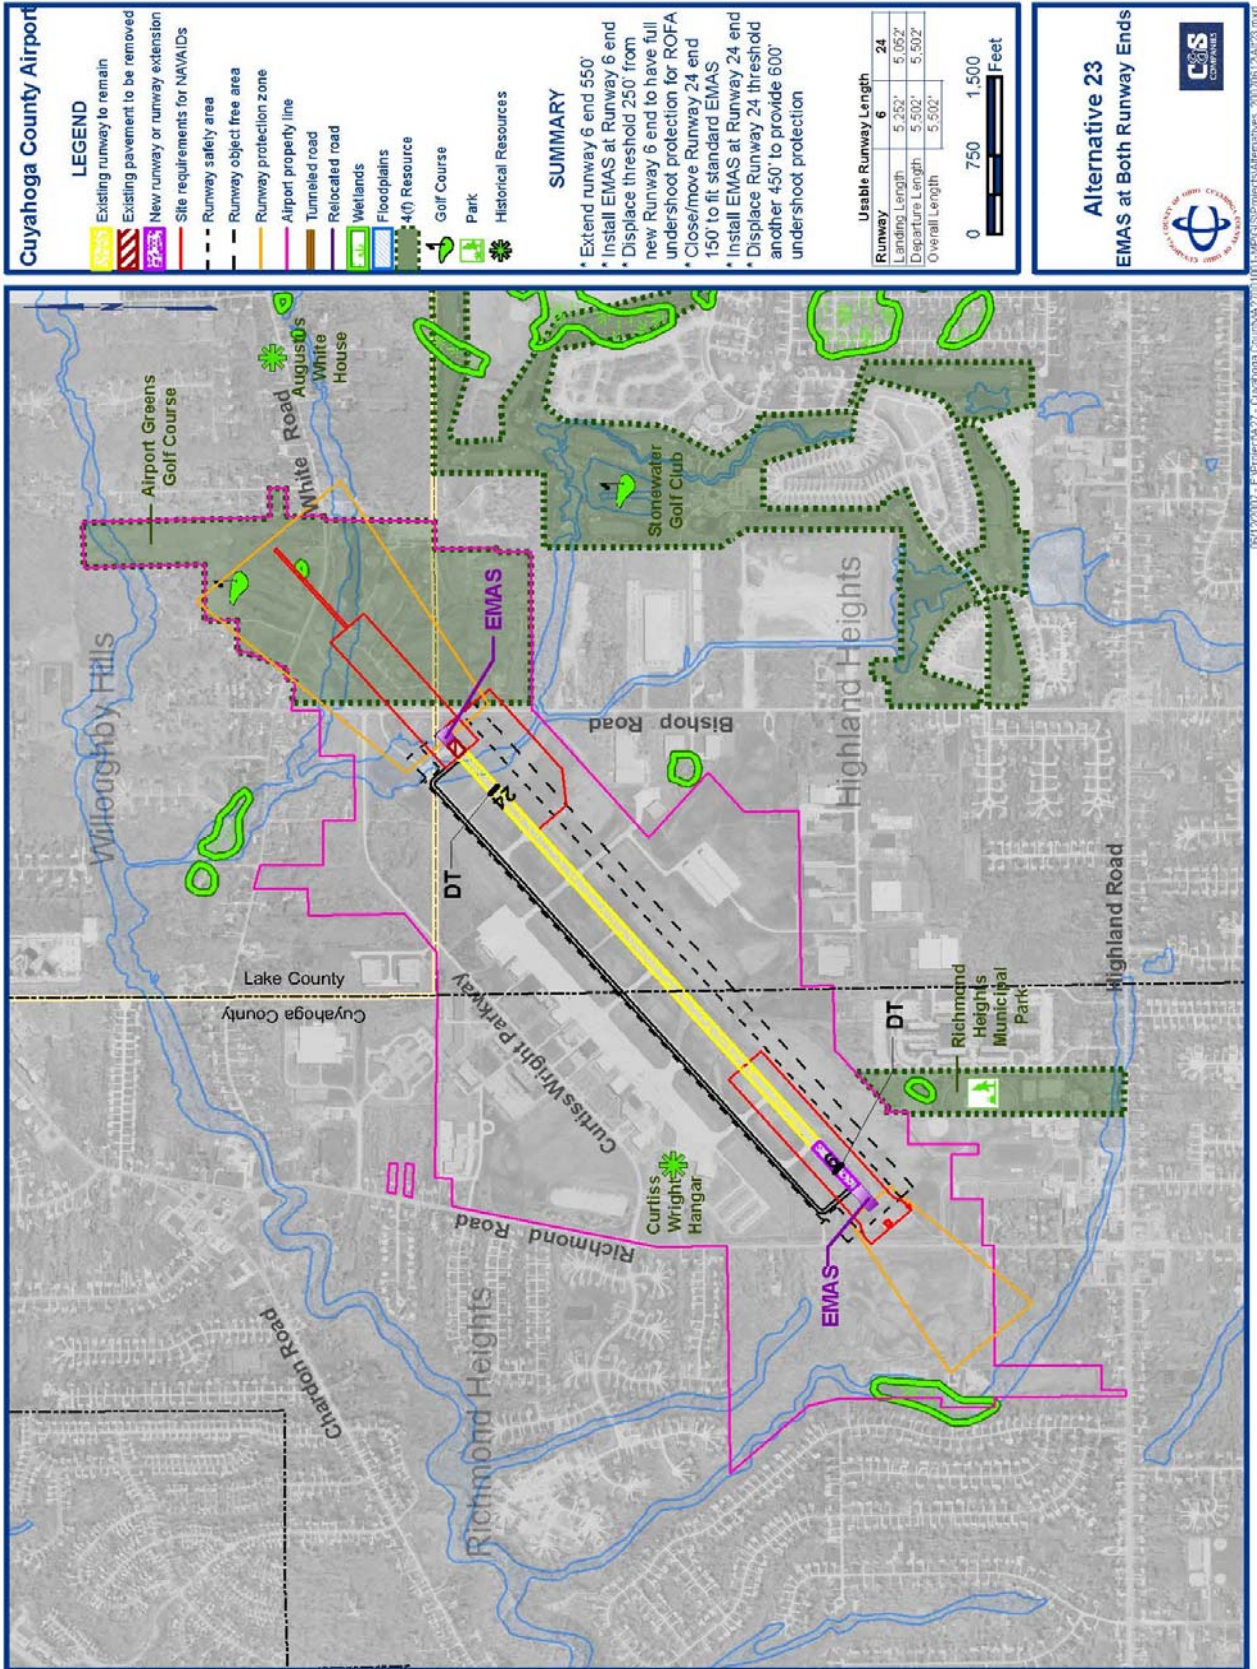 Cuyahoga County Airport
LEGEND
Existing runway to remain
Existing pavement to be removed
New runway or runway extension
Site requirements for NAVAIDs
Runway safety area
Runway object free area
Runway protection zone
Airport property line
Tunneled road
Relocated road
Wetlands
Floodplains
4(f) Resource
Golf Course
Park
Historical Resources
SUMMARY
* Extend runway 6 end 550'
* Install EMAS at Runway 6 end
* Displace threshold 250' from
new Runway 6 end to have full
undershoot protection for ROFA
* Close/move Runway 24 end
150' to fit standard EMAS
* Install EMAS at Runway 24 end
* Displace Runway 24 threshold
another 450' to provide 600'
undershoot protection
Usable Runway Length
Runway 6 24
Landing Length 5,252' 5,052'
Departure Length 5,502' 5,502'
Overall Length 5,502'
0 750 1,500
Feet
Alternative 23
EMAS at Both Runway Ends
C&S
COMPANIES
Willoughby Hills
Airport Greens
Golf Course
White Road
Augustus
White
House
EMAS
Stonewater
Golf Club
Bishop Road
Highland Heights
DT
24
Lake County
Cuyahoga County
Curtiss Wright Parkway
Curtiss
Wright
Hangar
Richmond Road
Richmond Heights
Chardon Road
6
DT
EMAS
Richmond
Heights
Municipal
Park
Highland Road